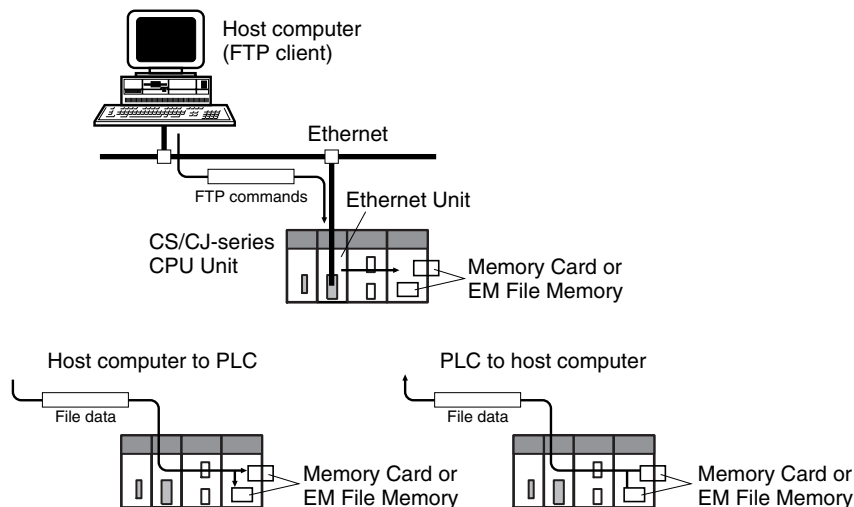 Host computer
(FTP client)
Ethernet
FTP commands
Ethernet Unit
CS/CJ-series
CPU Unit
Memory Card or
EM File Memory
Host computer to PLC
File data
Memory Card or
EM File Memory
PLC to host computer
File data
Memory Card or
EM File Memory